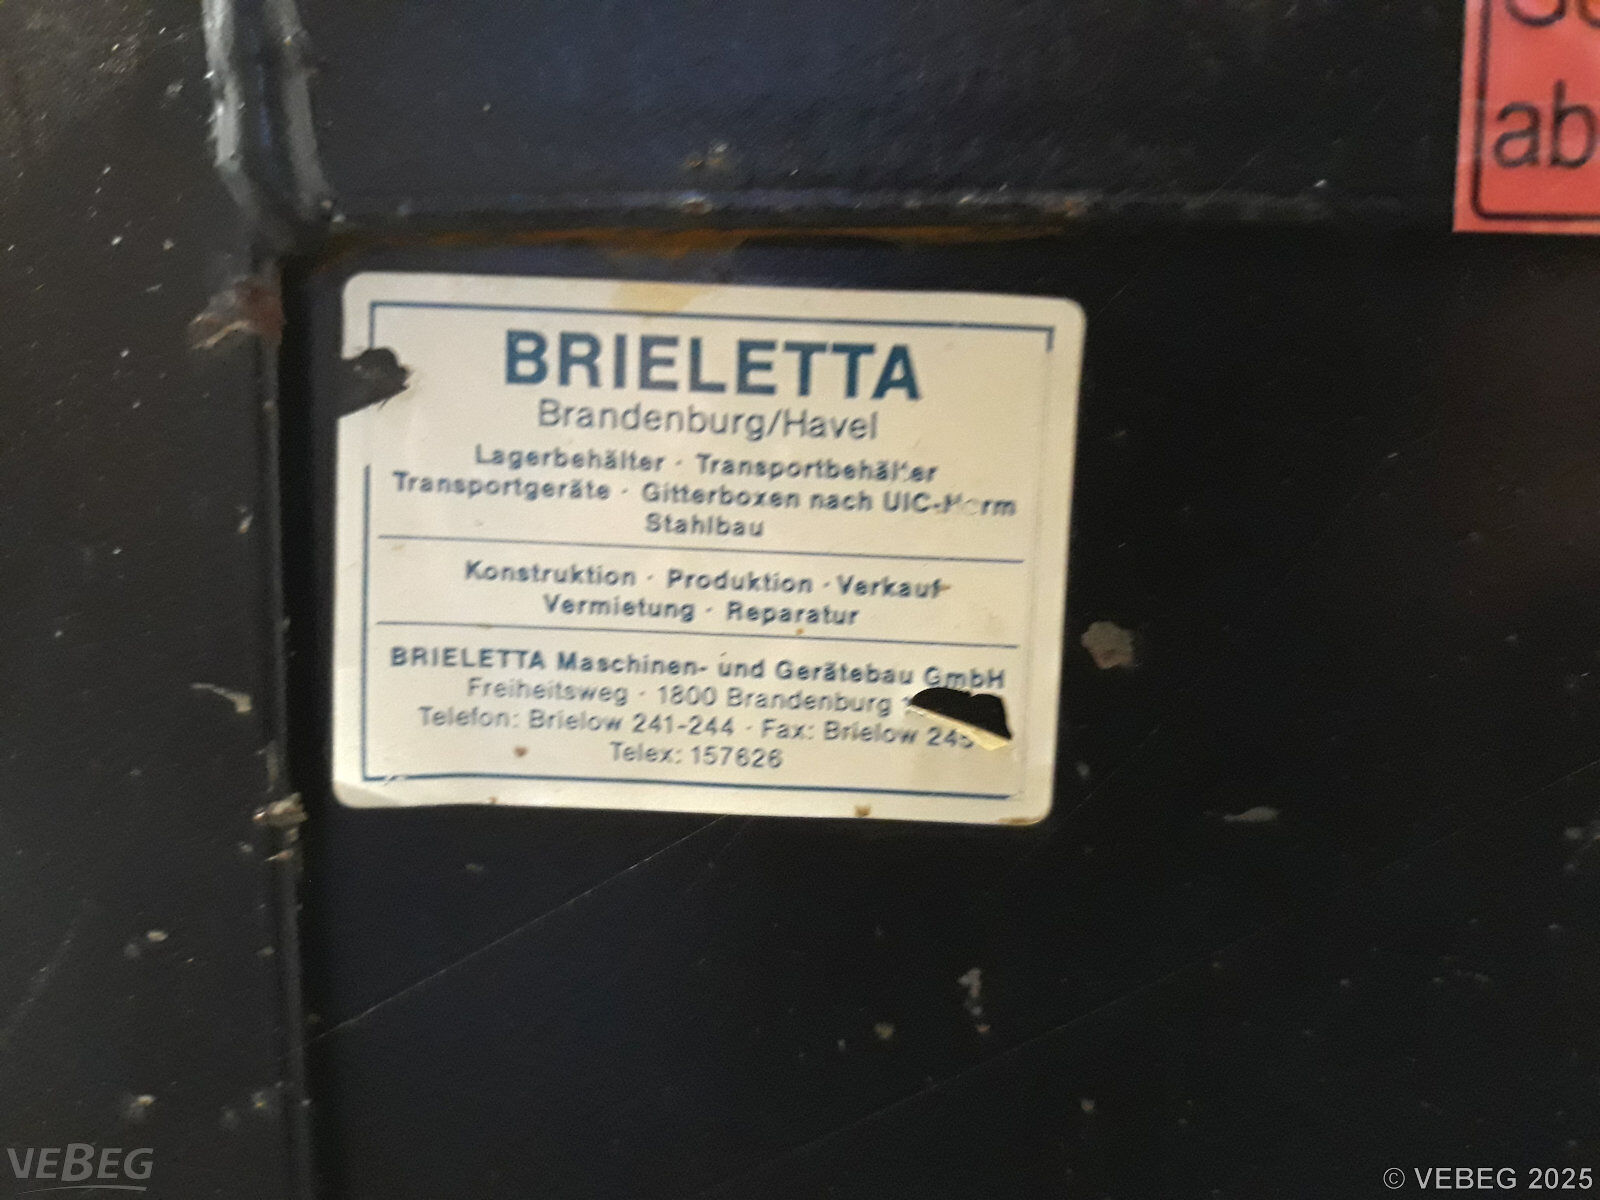 ab
BRIELETTA
Brandenburg/Havel
Lagerbehälter · Transportbehälter
Transportgeräte · Gitterboxen nach UIC-Norm
Stahlbau
Konstruktion · Produktion · Verkauf
Vermietung · Reparatur
BRIELETTA Maschinen- und Gerätebau GmbH
Freiheitsweg · 1800 Brandenburg
Telefon: Brielow 241-244 · Fax: Brielow
Telex: 157626
VEBEG
© VEBEG 2025